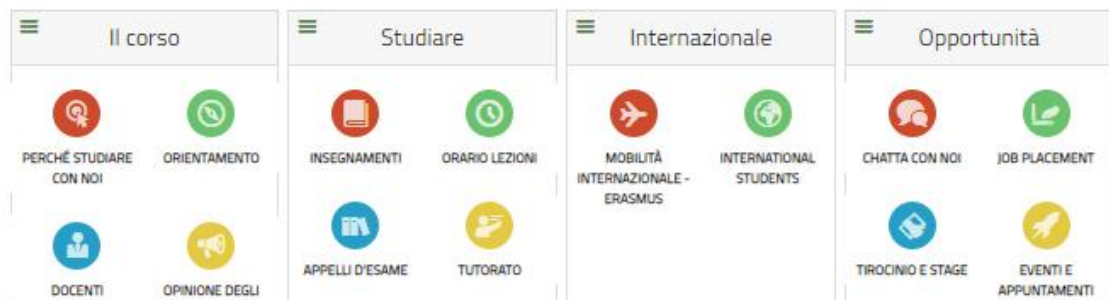 Il corso
PERCHÉ STUDIARE
CON NOI
ORIENTAMENTO
DOCENTI
OPINIONE DEGLI
Studiare
INSEGNAMENTI
ORARIO LEZIONI
APPELLI D'ESAME
TUTORATO
Internazionale
MOBILITÀ
INTERNAZIONALE -
ERASMUS
INTERNATIONAL
STUDENTS
Opportunità
CHATTA CON NOI
JOB PLACEMENT
TIROCINIO E STAGE
EVENTI E
APPUNTAMENTI